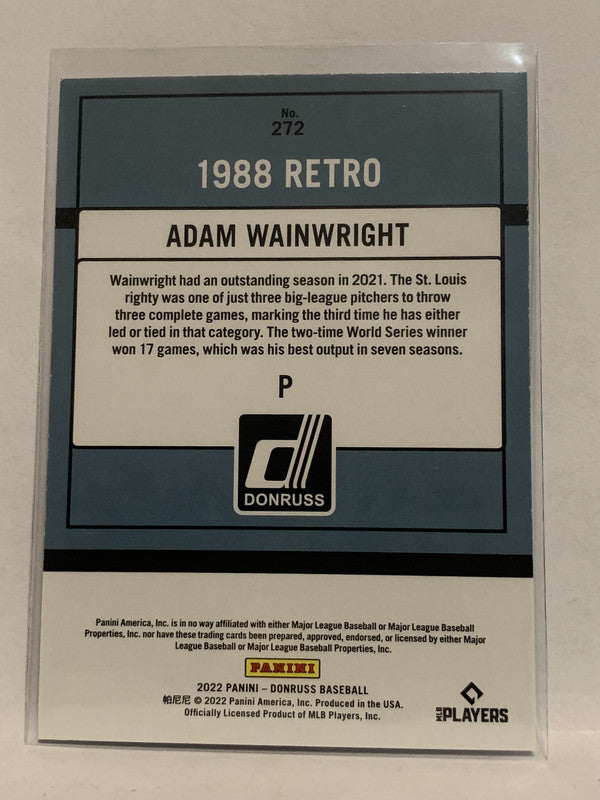 No.
272
1988 RETRO
ADAM WAINWRIGHT
Wainwright had an outstanding season in 2021. The St. Louis
righty was one of just three big-league pitchers to throw
three complete games, marking the third time he has either
led or tied in that category. The two-time World Series winner
won 17 games, which was his best output in seven seasons.
P
DONRUSS
Panini America, Inc. is in no way affiliated with either Major League Baseball or Major League Baseball
Properties, Inc. nor have these trading cards been prepared, approved, endorsed, or licensed by either Major
League Baseball or Major League Baseball Properties, Inc.
PANINI
2022 PANINI – DONRUSS BASEBALL
帕尼尼 © 2022 Panini America, Inc. Produced in the USA.
Officially Licensed Product of MLB Players, Inc.
MLB PLAYERS